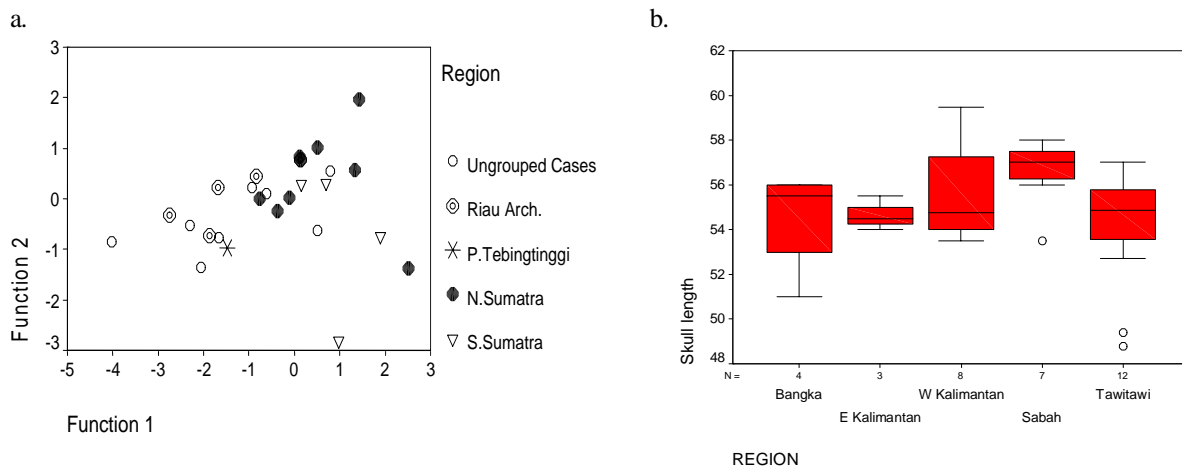 a.
3
2
1
0
-1
-2
-3
Function 2
-5 -4 -3 -2 -1 0 1 2 3
Function 1
Region
Ungrouped Cases
Riau Arch.
P.Tebingtinggi
N.Sumatra
S.Sumatra
b.
62
60
58
56
54
52
50
48
Skull length
N = 4 3 8 7 12
Bangka W Kalimantan Tawitawi
E Kalimantan Sabah
REGION